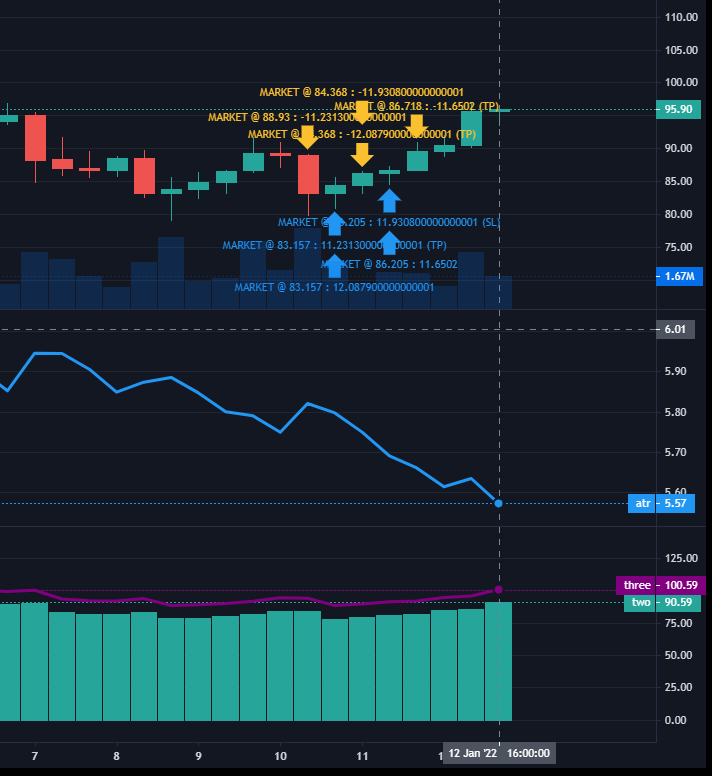 110.00
105.00
100.00
MARKET @ 84.368 : -11.930800000000001
MARKET @ 86.718 : -11.6502 (TP)
95.90
MARKET @ 88.93 : -11.231300000000001
MARKET @ .368 : -12.087900000000001 (TP)
90.00
85.00
80.00
MARKET @ .205 : 11.930800000000001 (SL)
MARKET @ 83.157 : 11.231300000000001 (TP)
75.00
MARKET @ 86.205 : 11.6502
1.67M
MARKET @ 83.157 : 12.087900000000001
6.01
5.90
5.80
5.70
5.60
atr - 5.57
125.00
three - 100.59
two - 90.59
75.00
50.00
25.00
0.00
7 8 9 10 11 12 Jan '22 16:00:00